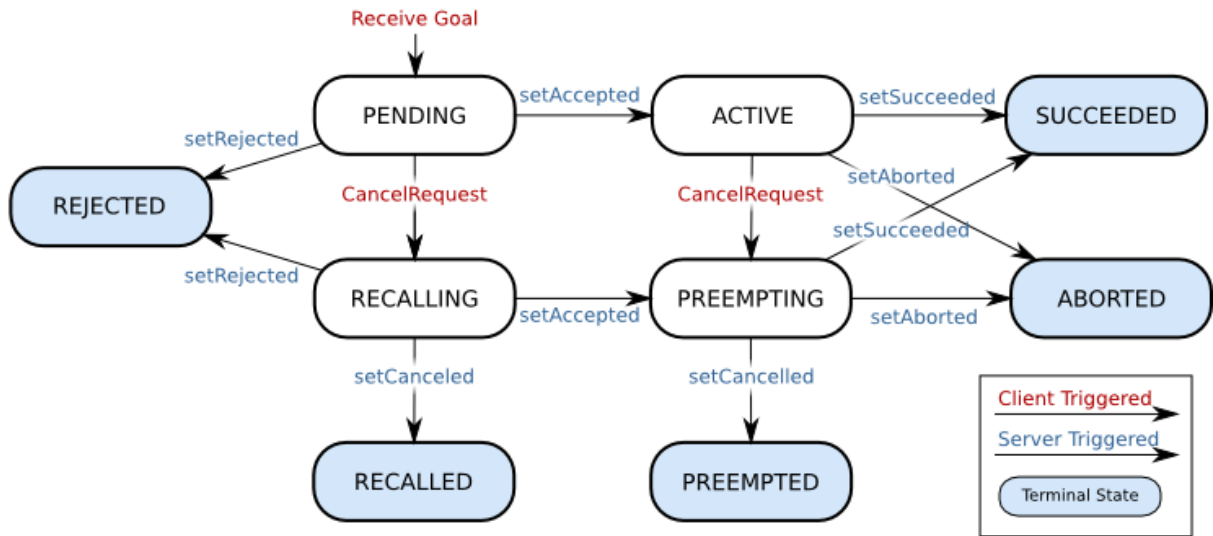 Receive Goal
PENDING
setAccepted
ACTIVE
setSucceeded
SUCCEEDED
setRejected
REJECTED
CancelRequest
CancelRequest
setAborted
setSucceeded
setRejected
RECALLING
setAccepted
PREEMPTING
setAborted
ABORTED
setCanceled
setCancelled
RECALLED
PREEMPTED
Client Triggered
Server Triggered
Terminal State